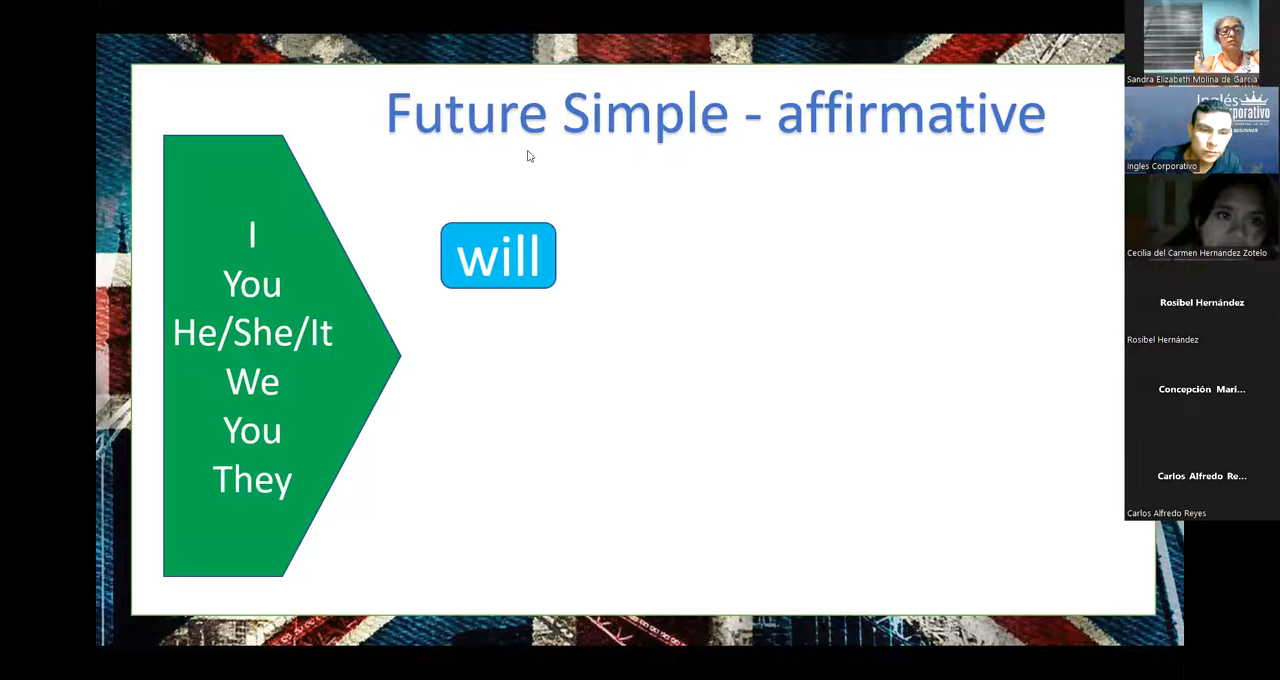 Future Simple - affirmative
I
You
He/She/It
We
You
They
will
Sandra Elizabeth Molina de Garcia
Inglés
BEGINNER
Ingles Corporativo
Cecilia del Carmen Hernandez Zotelo
Rosibel Hernández
Rosibel Hernández
Concepción Mari...
Carlos Alfredo Re...
Carlos Alfredo Reyes